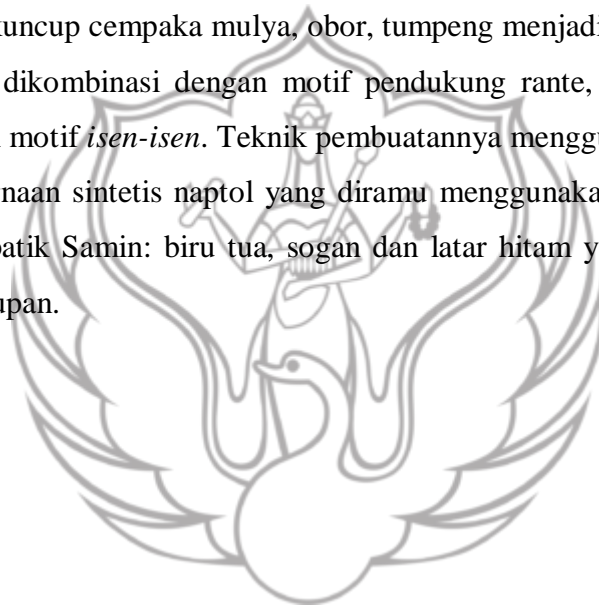 kuncup cempaka mulya, obor, tumpeng menjadi
dikombinasi dengan motif pendukung rante,
motif isen-isen. Teknik pembuatannya menggu
naan sintetis naptol yang diramu menggunaka
batik Samin: biru tua, sogan dan latar hitam y
upan.